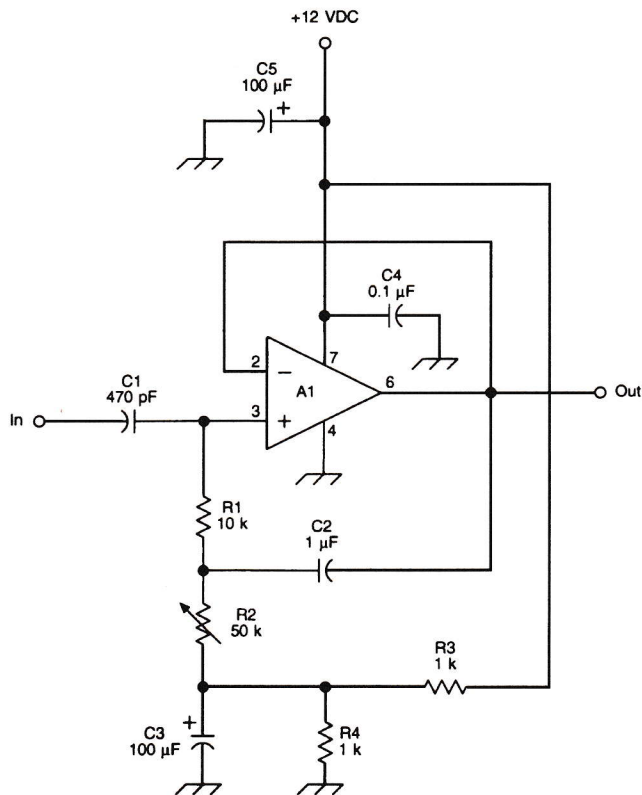 +12 VDC
C5
100 µF
+
C4
0.1 µF
2
−
7
A1
6
C1
470 pF
In
3
+
4
Out
R1
10 k
C2
1 µF
R2
50 k
R3
1 k
+
C3
100 µF
R4
1 k